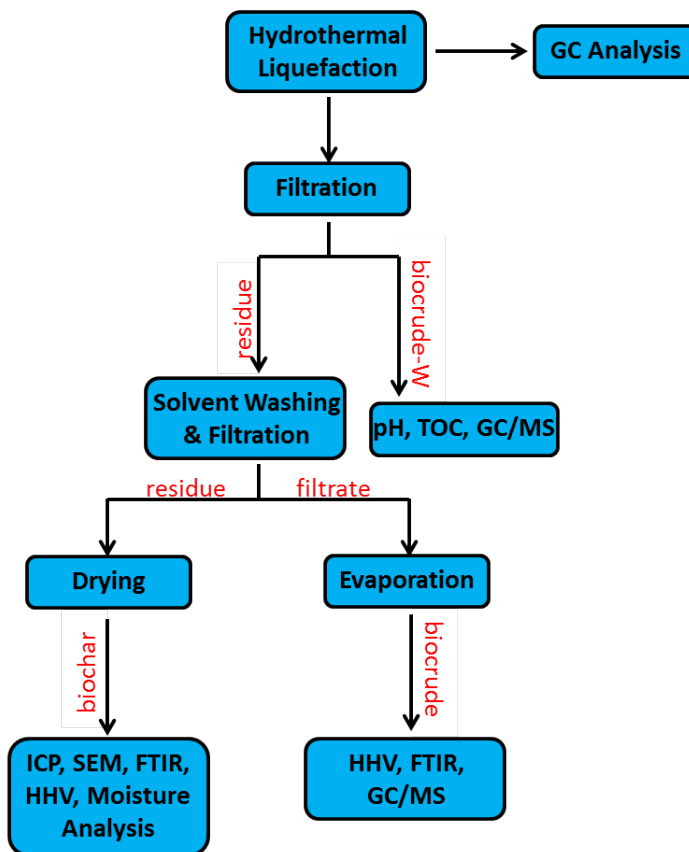 Hydrothermal
Liquefaction
GC Analysis
Filtration
residue
biocrude-W
Solvent Washing
& Filtration
pH, TOC, GC/MS
residue
filtrate
Drying
Evaporation
biochar
biocrude
ICP, SEM, FTIR,
HHV, Moisture
Analysis
HHV, FTIR,
GC/MS